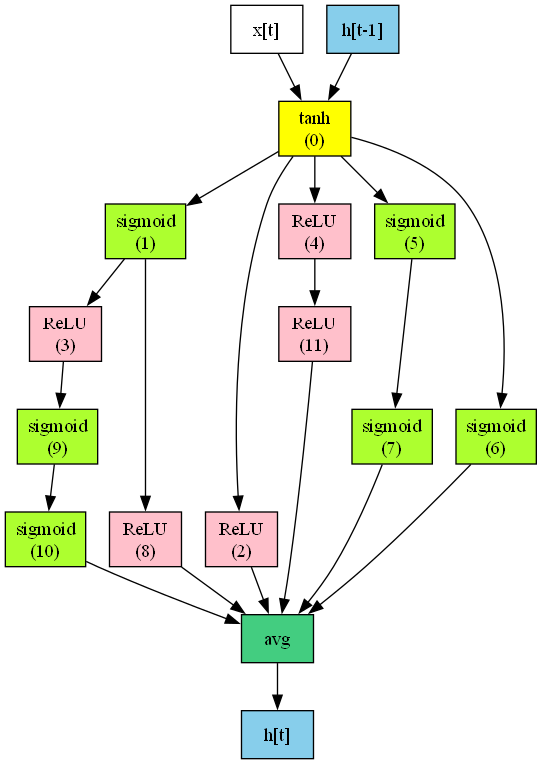 x[t]
h[t-1]
tanh
(0)
sigmoid
(1)
ReLU
(4)
sigmoid
(5)
ReLU
(3)
ReLU
(11)
sigmoid
(9)
sigmoid
(7)
sigmoid
(6)
sigmoid
(10)
ReLU
(8)
ReLU
(2)
avg
h[t]